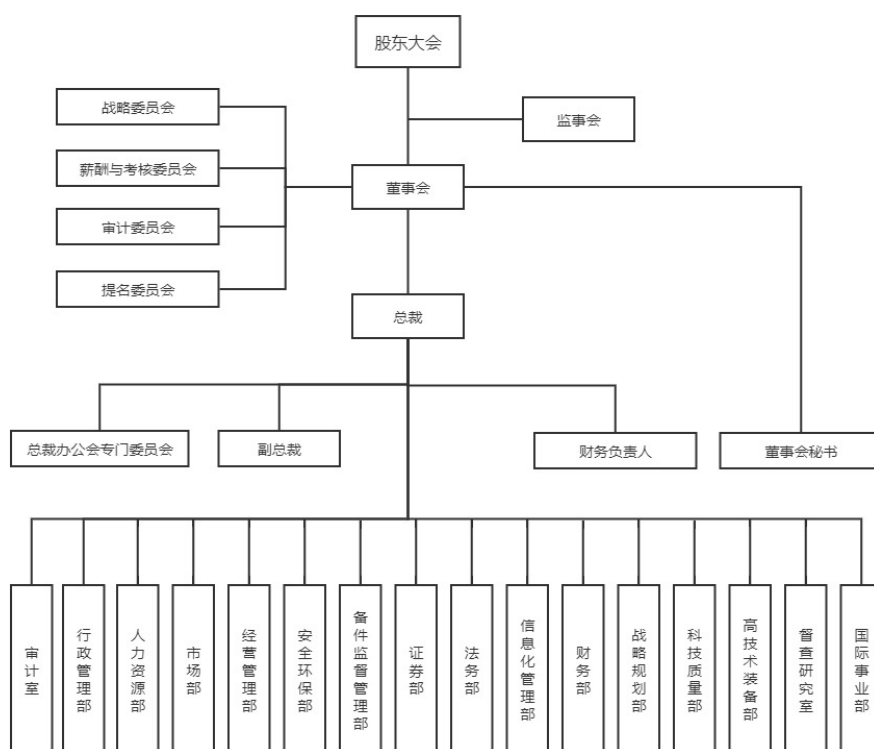 股东大会
战略委员会
监事会
薪酬与考核委员会
董事会
审计委员会
提名委员会
总裁
总裁办公会专门委员会
副总裁
财务负责人
董事会秘书
审计室
行政管理部
人力资源部
市场部
经营管理部
安全环保部
备件监督管理部
证券部
法务部
信息化管理部
财务部
战略规划部
科技质量部
高技术装备部
督查研究室
国际事业部